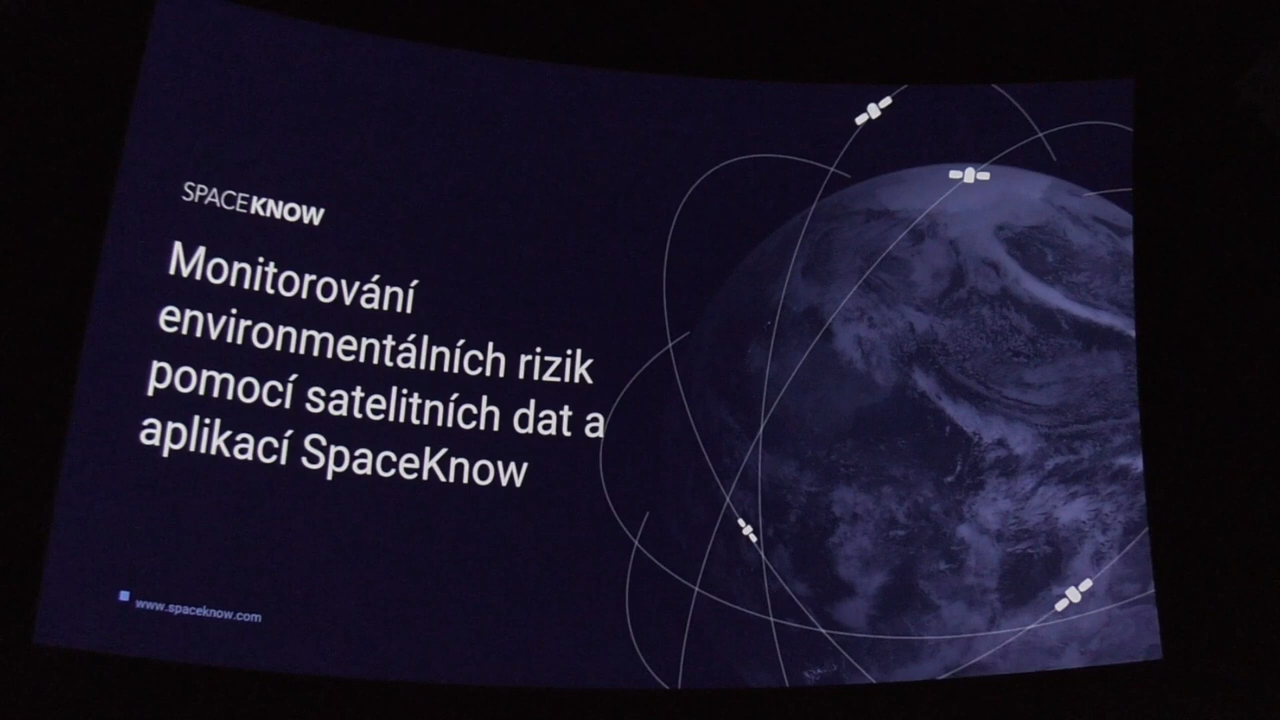 SPACEKNOW
Monitorování
environmentálních rizik
pomocí satelitních dat a
aplikací SpaceKnow
www.spaceknow.com